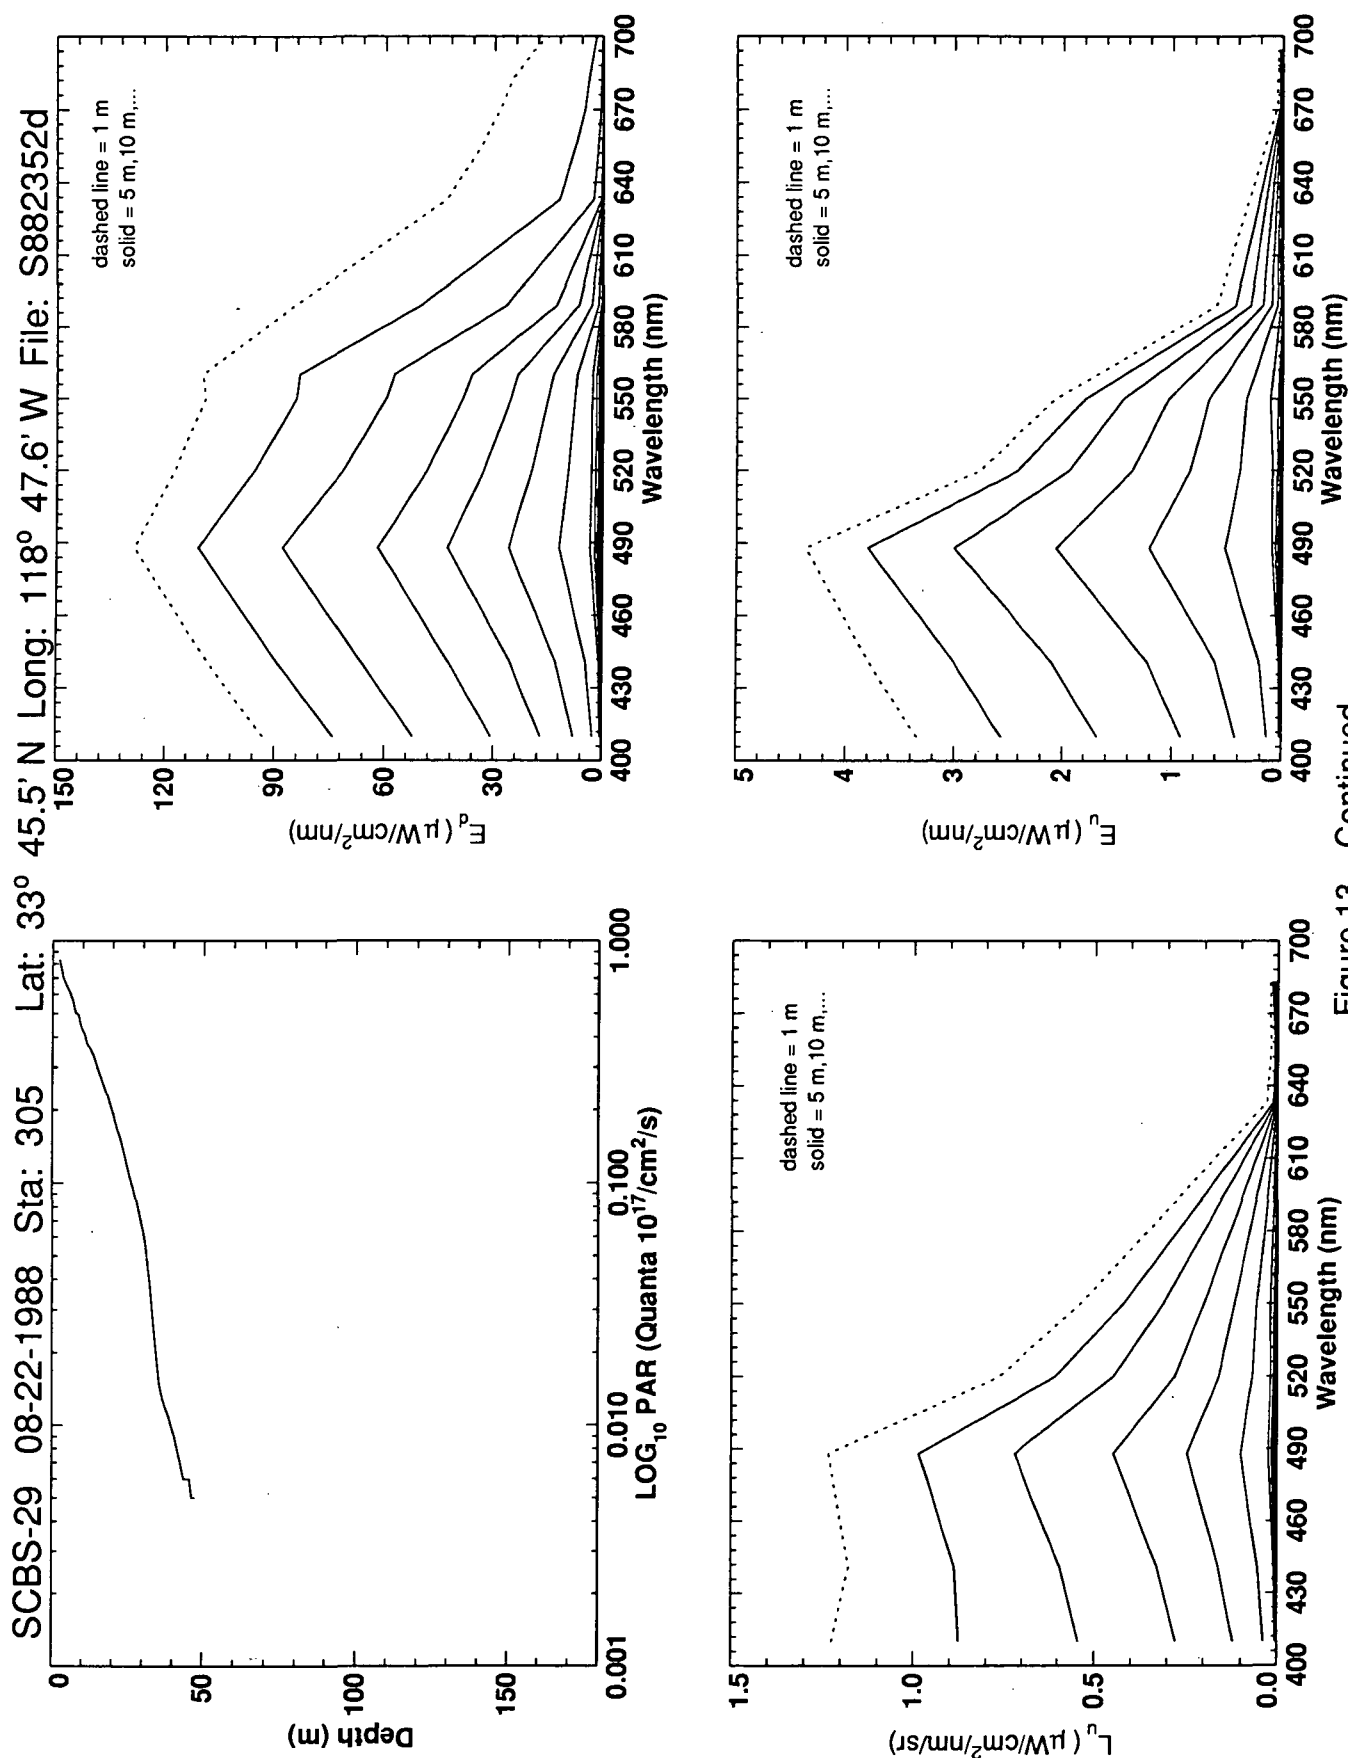 SCBS-29 08-22-1988 Sta: 305 Lat: 33° 45.5' N Long: 118° 47.6' W File: S882352d
0
50
100
150
Depth (m)
0.001
0.010
0.100
1.000
LOG10 PAR (Quanta 10^17/cm²/s)
150
120
90
60
30
0
E_d ( μW/cm²/nm)
dashed line = 1 m
solid = 5 m,10 m,...
400 430 460 490 520 550 580 610 640 670 700
Wavelength (nm)
1.5
1.0
0.5
0.0
L_u ( μW/cm²/nm/sr)
dashed line = 1 m
solid = 5 m,10 m,...
400 430 460 490 520 550 580 610 640 670 700
Wavelength (nm)
5
4
3
2
1
0
E_u ( μW/cm²/nm)
dashed line = 1 m
solid = 5 m,10 m,...
400 430 460 490 520 550 580 610 640 670 700
Wavelength (nm)
Continued